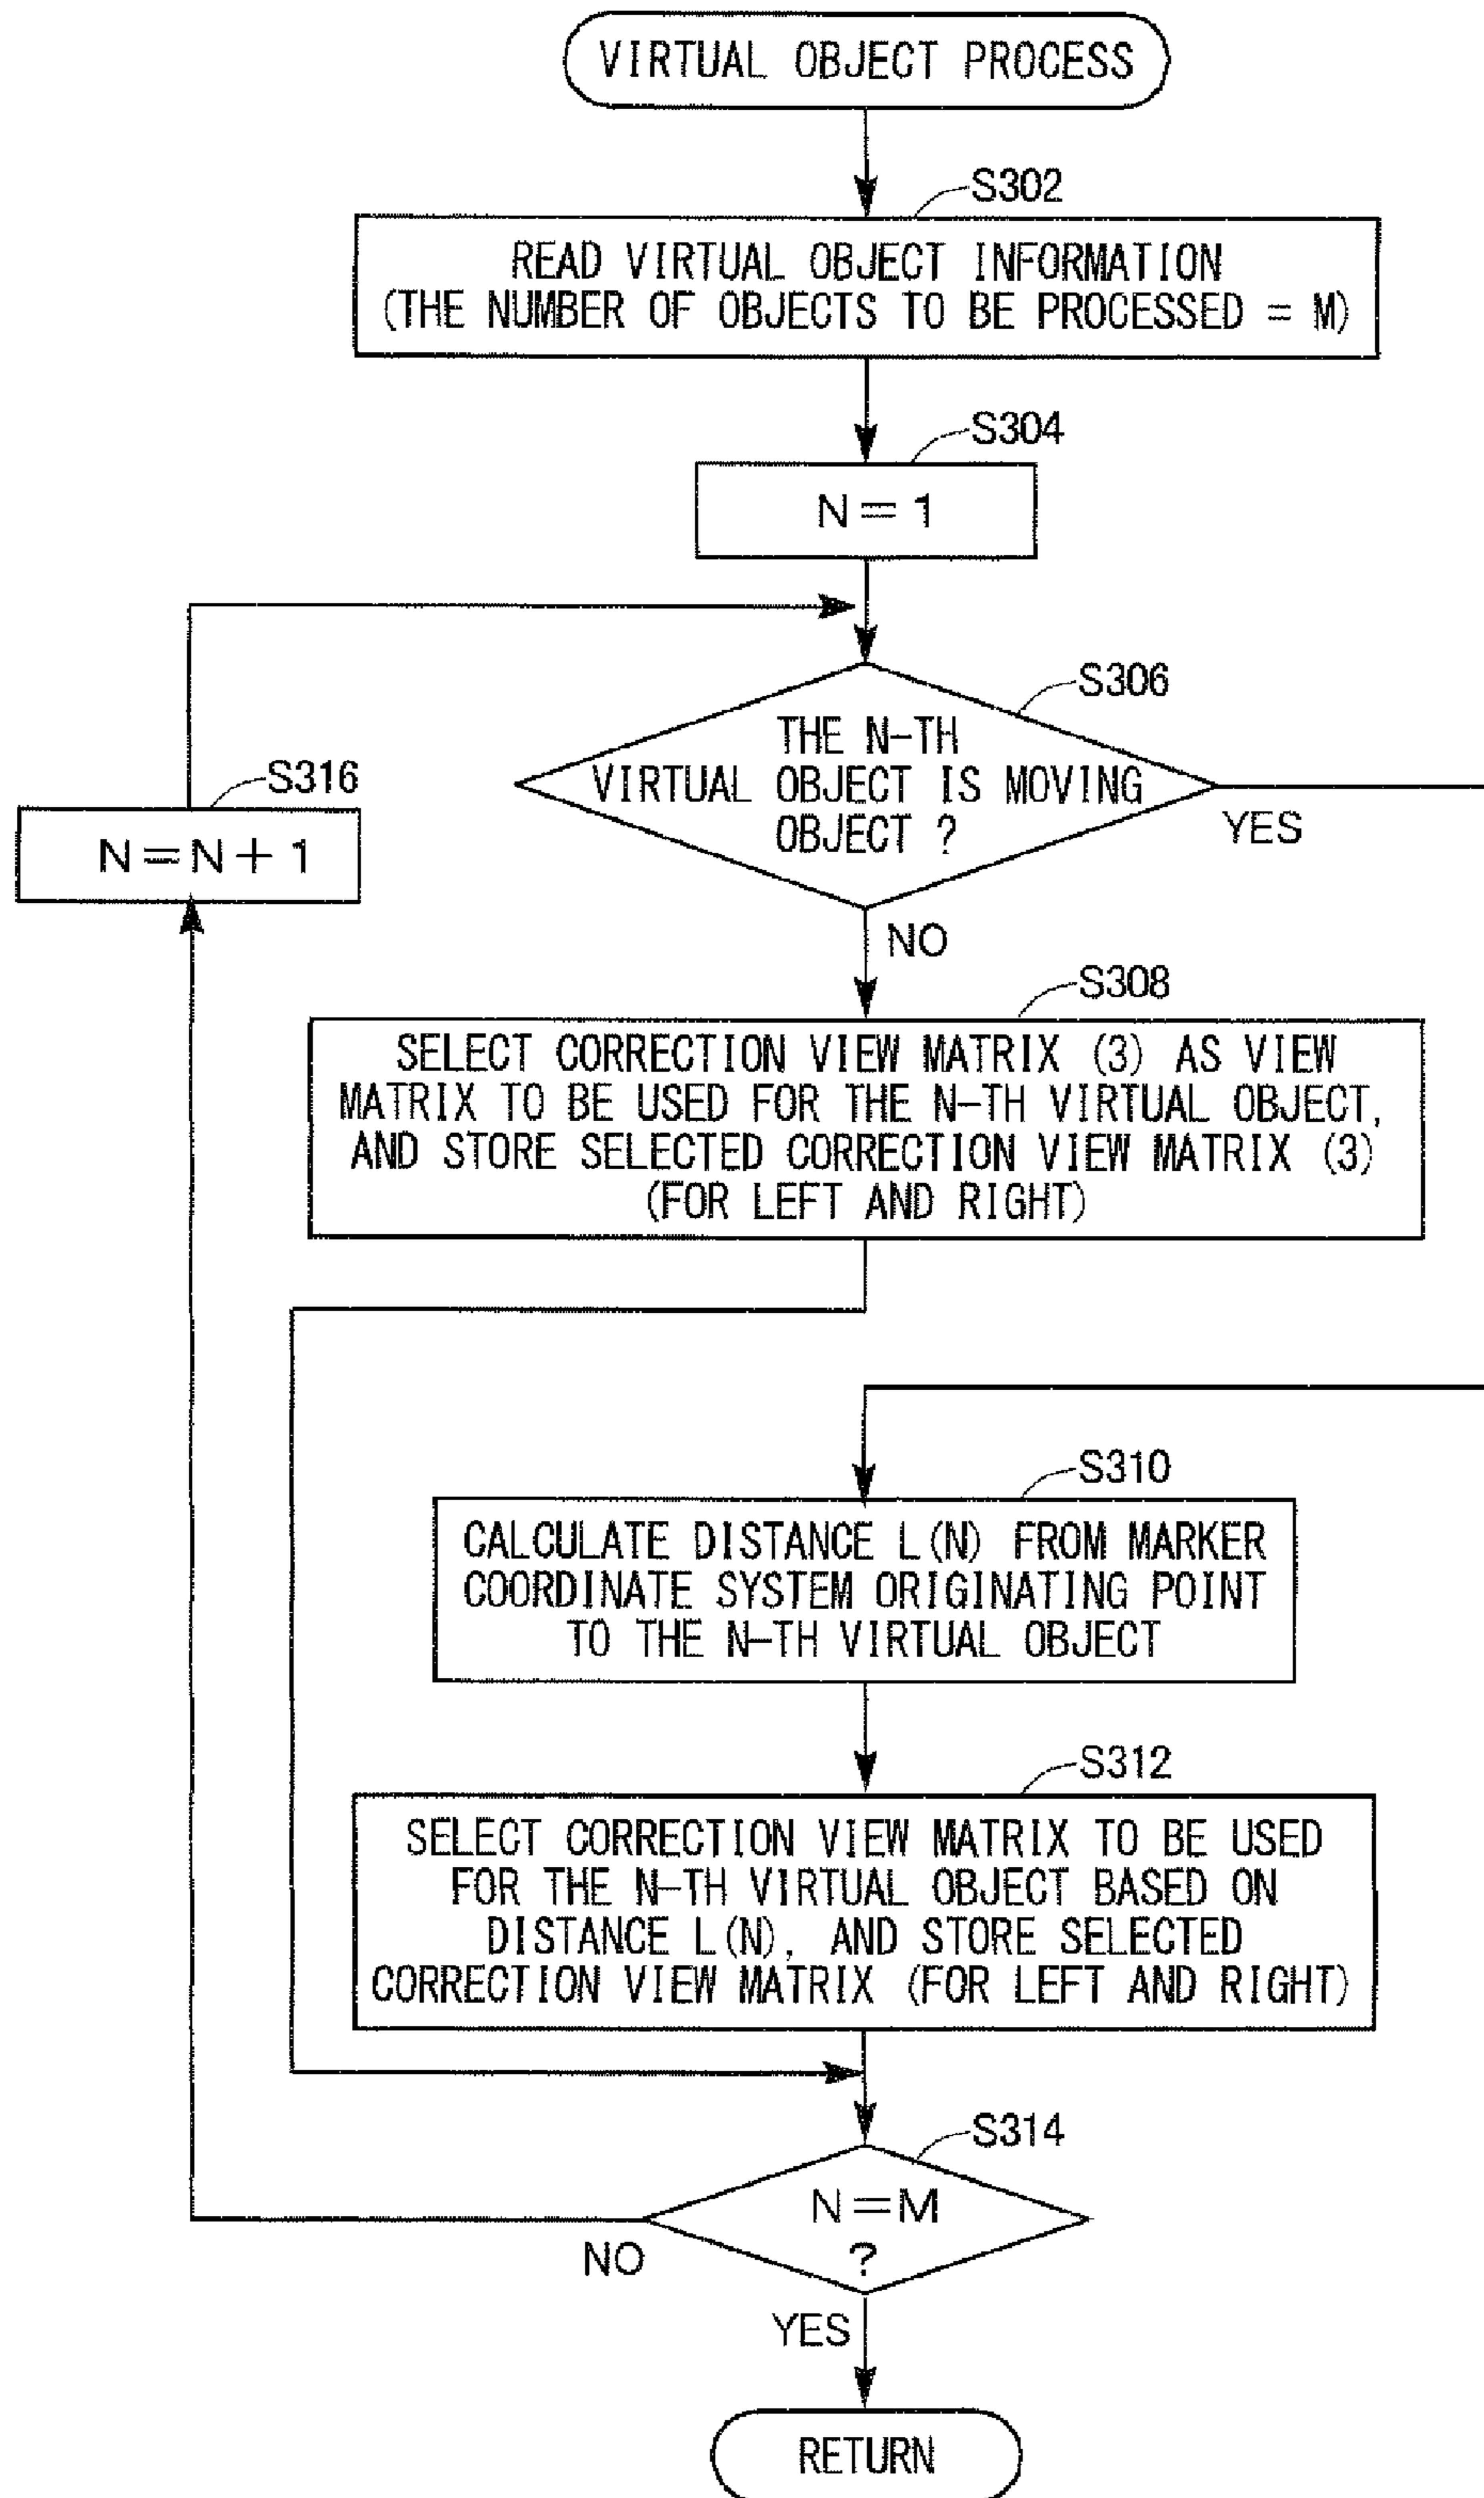 VIRTUAL OBJECT PROCESS
S302
READ VIRTUAL OBJECT INFORMATION
(THE NUMBER OF OBJECTS TO BE PROCESSED = M)
S304
N=1
S306
THE N-TH
VIRTUAL OBJECT IS MOVING
OBJECT ?
YES
S316
N=N+1
NO
S308
SELECT CORRECTION VIEW MATRIX (3) AS VIEW
MATRIX TO BE USED FOR THE N-TH VIRTUAL OBJECT,
AND STORE SELECTED CORRECTION VIEW MATRIX (3)
(FOR LEFT AND RIGHT)
S310
CALCULATE DISTANCE L(N) FROM MARKER
COORDINATE SYSTEM ORIGINATING POINT
TO THE N-TH VIRTUAL OBJECT
S312
SELECT CORRECTION VIEW MATRIX TO BE USED
FOR THE N-TH VIRTUAL OBJECT BASED ON
DISTANCE L(N), AND STORE SELECTED
CORRECTION VIEW MATRIX (FOR LEFT AND RIGHT)
S314
N=M
?
NO
YES
RETURN